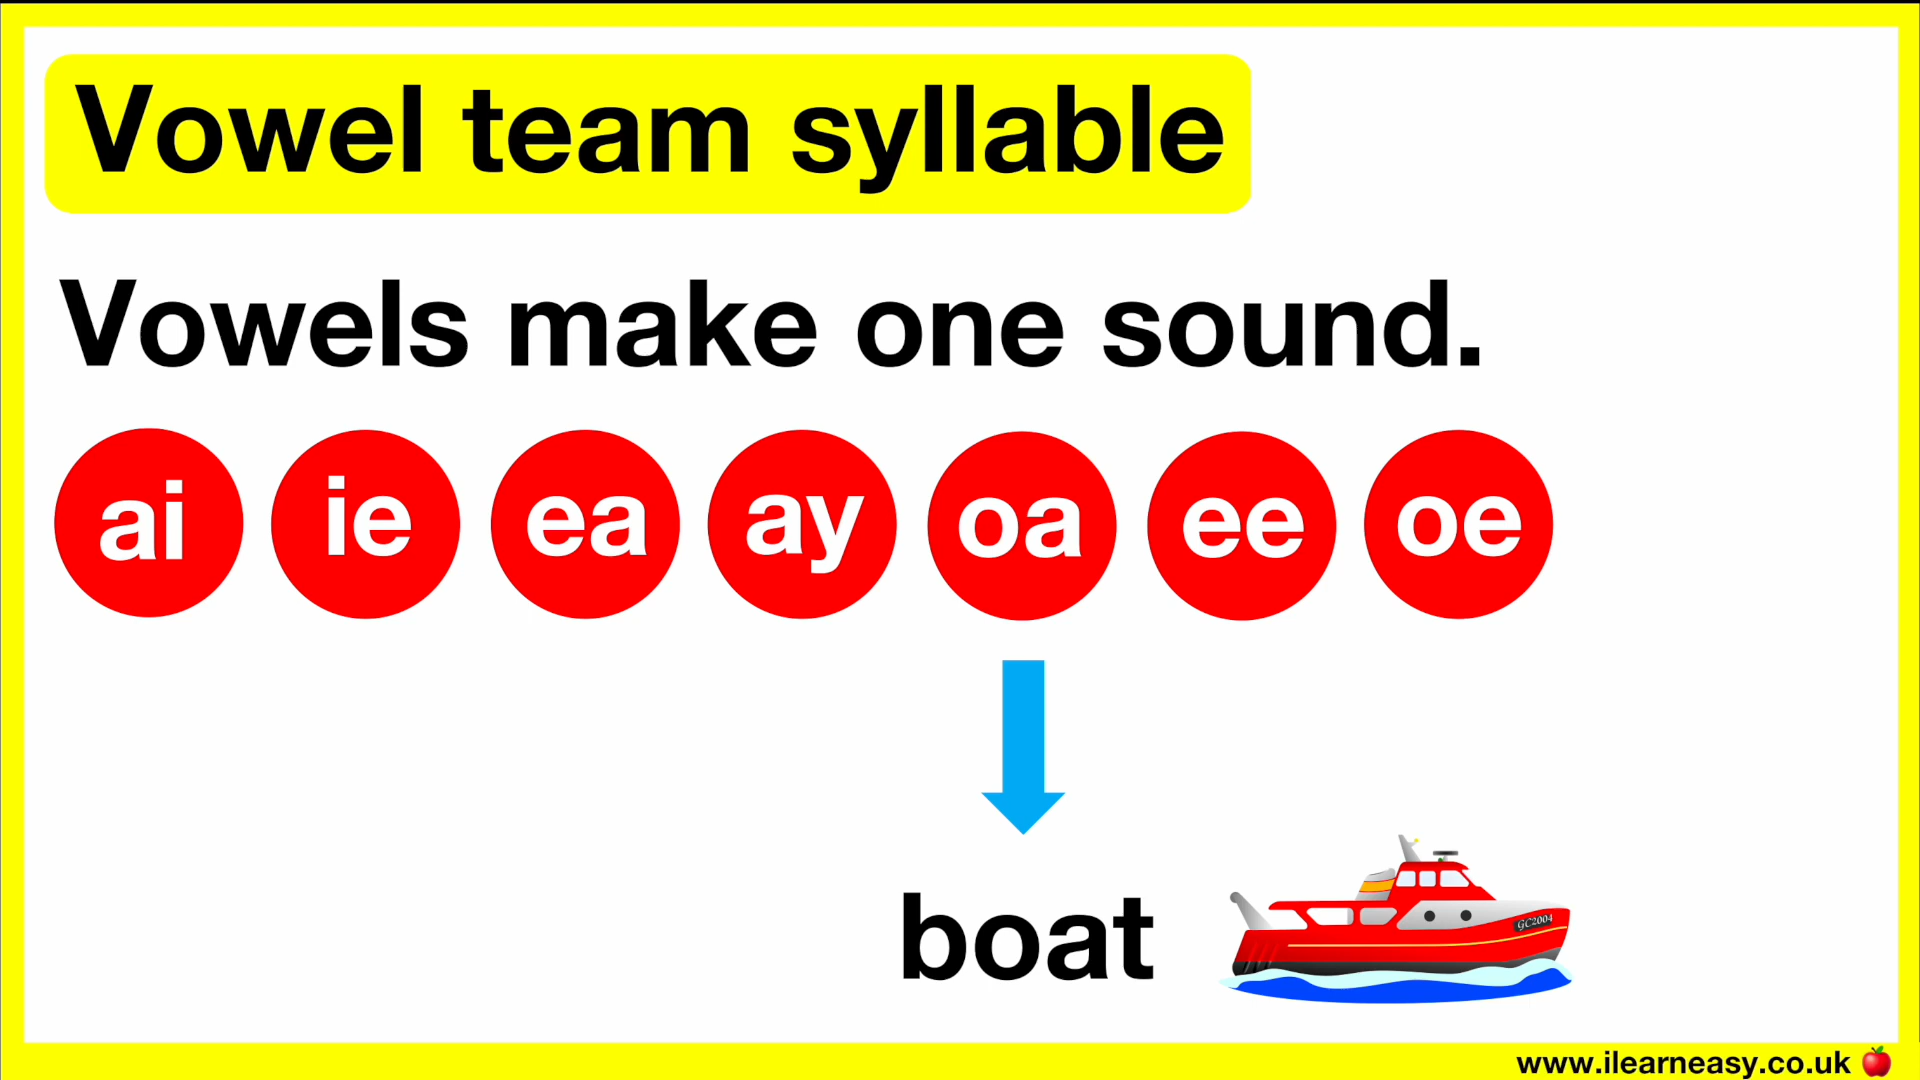 Vowel team syllable
Vowels make one sound.
ai ie ea ay oa ee oe
boat
GC2004
www.ilearneasy.co.uk